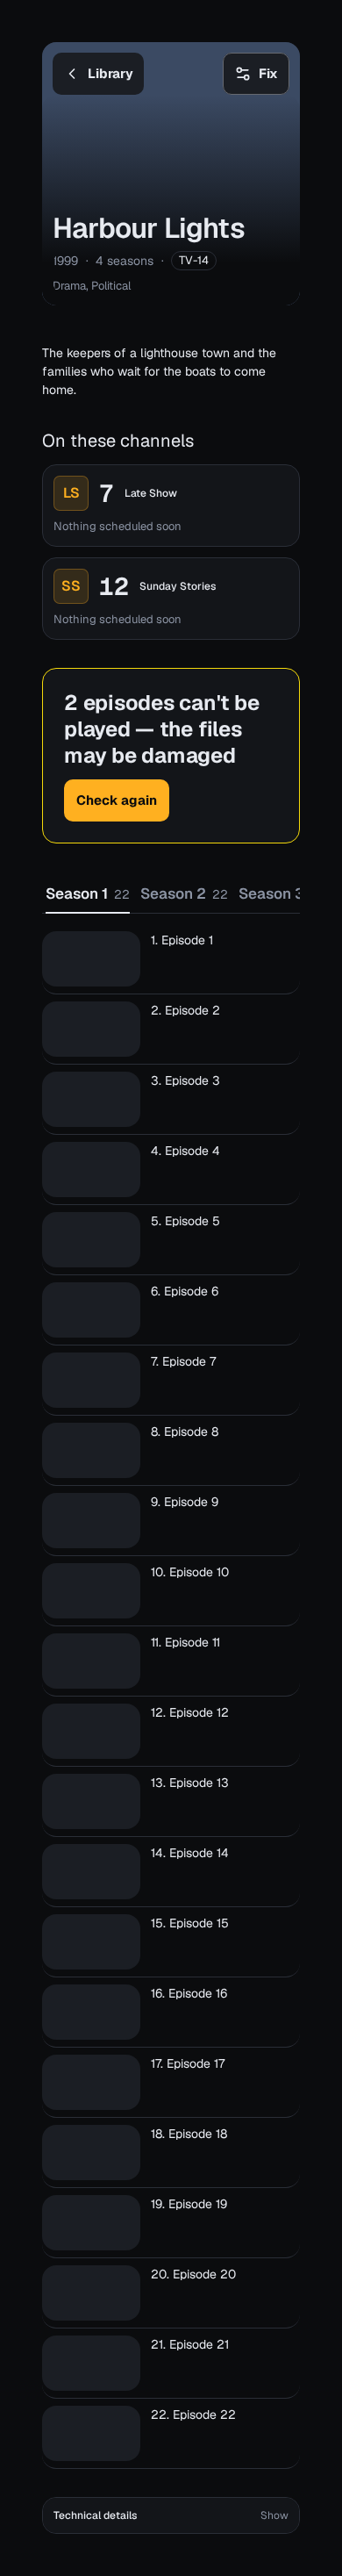 Library
Fix
Harbour Lights
1999 · 4 seasons · TV-14
Drama, Political
The keepers of a lighthouse town and the
families who wait for the boats to come
home.
On these channels
LS 7 Late Show
Nothing scheduled soon
SS 12 Sunday Stories
Nothing scheduled soon
2 episodes can't be
played — the files
may be damaged
Check again
Season 1 22 Season 2 22 Season 3
1. Episode 1
2. Episode 2
3. Episode 3
4. Episode 4
5. Episode 5
6. Episode 6
7. Episode 7
8. Episode 8
9. Episode 9
10. Episode 10
11. Episode 11
12. Episode 12
13. Episode 13
14. Episode 14
15. Episode 15
16. Episode 16
17. Episode 17
18. Episode 18
19. Episode 19
20. Episode 20
21. Episode 21
22. Episode 22
Technical details Show